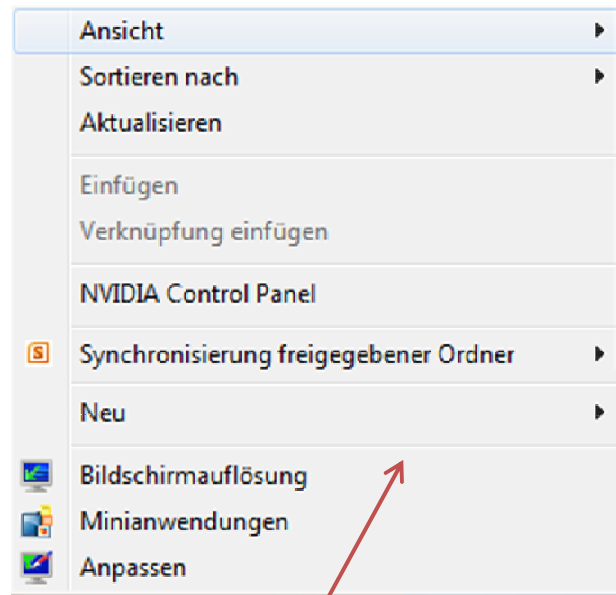 Ansicht
Sortieren nach
Aktualisieren
Einfügen
Verknüpfung einfügen
NVIDIA Control Panel
S Synchronisierung freigegebener Ordner
Neu
Bildschirmauflösung
Minianwendungen
Anpassen